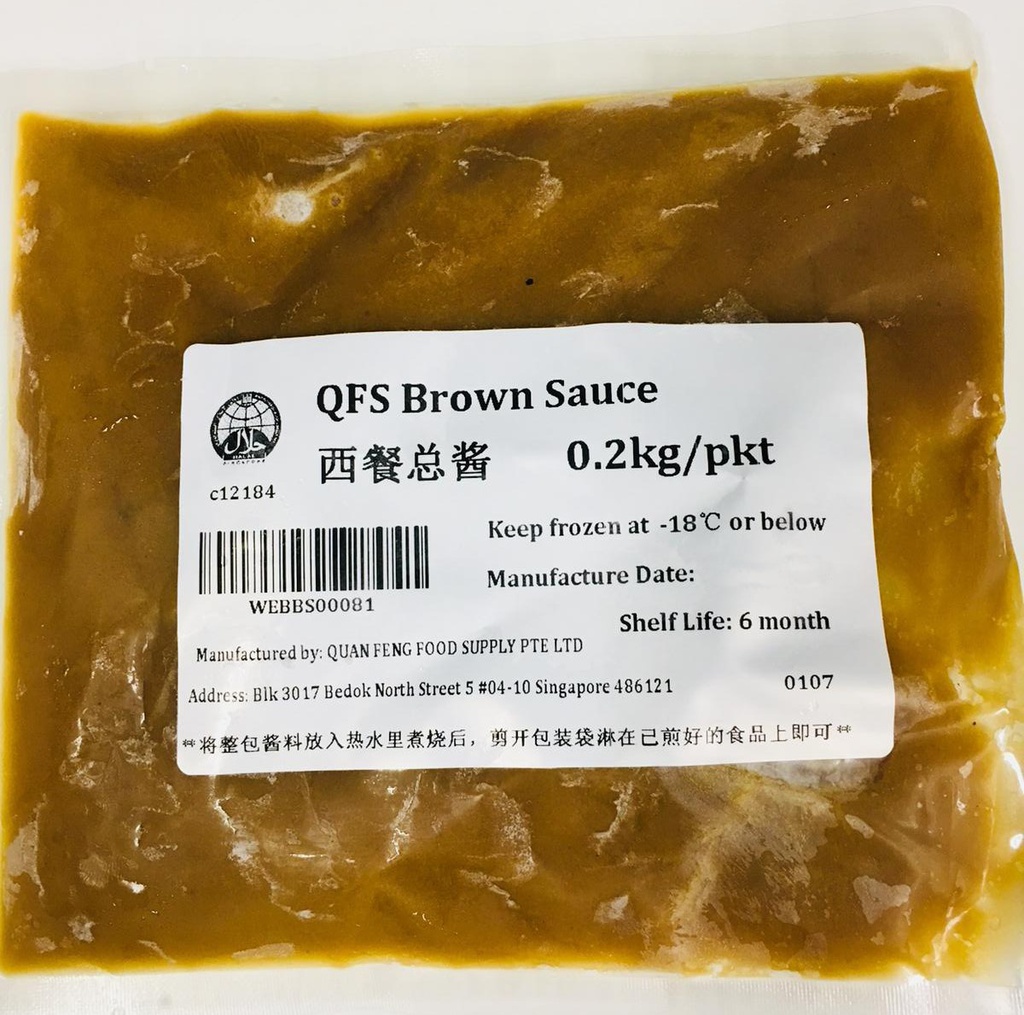 QFS Brown Sauce
西餐总酱 0.2kg/pkt
حلال
HALAL
SINGAPORE
c12184
Keep frozen at -18℃ or below
Manufacture Date:
WEBBS00081
Shelf Life: 6 month
Manufactured by: QUAN FENG FOOD SUPPLY PTE LTD
Address: Blk 3017 Bedok North Street 5 #04-10 Singapore 486121 0107
**将整包酱料放入热水里煮烧后，剪开包装袋淋在已煎好的食品上即可**